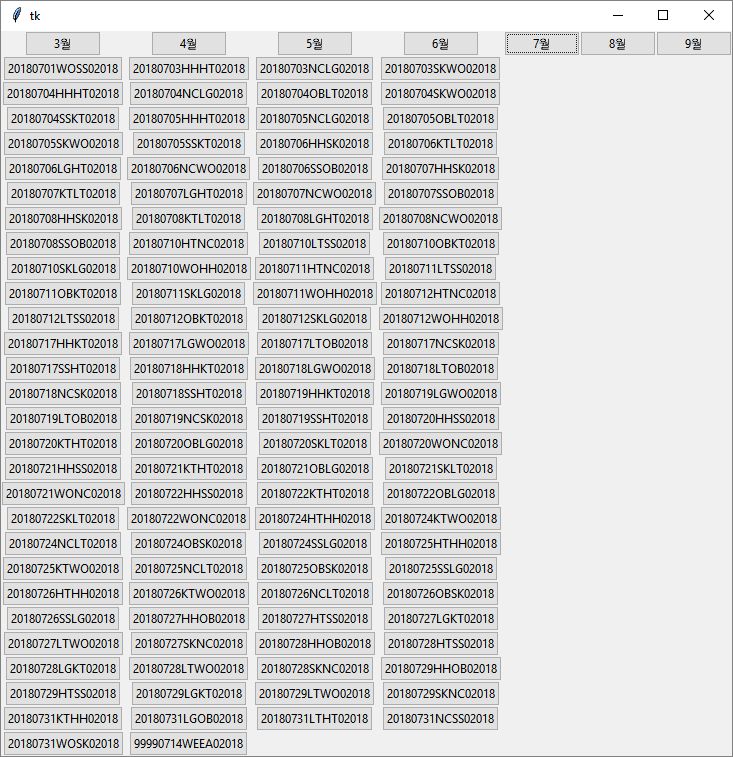 tk
3월 4월 5월 6월 7월 8월 9월
20180701WOSS02018 20180703HHHT02018 20180703NCLG02018 20180703SKWO02018
20180704HHHT02018 20180704NCLG02018 20180704OBLT02018 20180704SKWO02018
20180704SSKT02018 20180705HHHT02018 20180705NCLG02018 20180705OBLT02018
20180705SKWO02018 20180705SSKT02018 20180706HHSK02018 20180706KTLT02018
20180706LGHT02018 20180706NCWO02018 20180706SSOB02018 20180707HHSK02018
20180707KTLT02018 20180707LGHT02018 20180707NCWO02018 20180707SSOB02018
20180708HHSK02018 20180708KTLT02018 20180708LGHT02018 20180708NCWO02018
20180708SSOB02018 20180710HTNC02018 20180710LTSS02018 20180710OBKT02018
20180710SKLG02018 20180710WOHH02018 20180711HTNC02018 20180711LTSS02018
20180711OBKT02018 20180711SKLG02018 20180711WOHH02018 20180712HTNC02018
20180712LTSS02018 20180712OBKT02018 20180712SKLG02018 20180712WOHH02018
20180717HHKT02018 20180717LGWO02018 20180717LTOB02018 20180717NCSK02018
20180717SSHT02018 20180718HHKT02018 20180718LGWO02018 20180718LTOB02018
20180718NCSK02018 20180718SSHT02018 20180719HHKT02018 20180719LGWO02018
20180719LTOB02018 20180719NCSK02018 20180719SSHT02018 20180720HHSS02018
20180720KTHT02018 20180720OBLG02018 20180720SKLT02018 20180720WONC02018
20180721HHSS02018 20180721KTHT02018 20180721OBLG02018 20180721SKLT02018
20180721WONC02018 20180722HHSS02018 20180722KTHT02018 20180722OBLG02018
20180722SKLT02018 20180722WONC02018 20180724HTHH02018 20180724KTWO02018
20180724NCLT02018 20180724OBSK02018 20180724SSLG02018 20180725HTHH02018
20180725KTWO02018 20180725NCLT02018 20180725OBSK02018 20180725SSLG02018
20180726HTHH02018 20180726KTWO02018 20180726NCLT02018 20180726OBSK02018
20180726SSLG02018 20180727HHOB02018 20180727HTSS02018 20180727LGKT02018
20180727LTWO02018 20180727SKNC02018 20180728HHOB02018 20180728HTSS02018
20180728LGKT02018 20180728LTWO02018 20180728SKNC02018 20180729HHOB02018
20180729HTSS02018 20180729LGKT02018 20180729LTWO02018 20180729SKNC02018
20180731KTHH02018 20180731LGOB02018 20180731LTHT02018 20180731NCSS02018
20180731WOSK02018 99990714WEEA02018